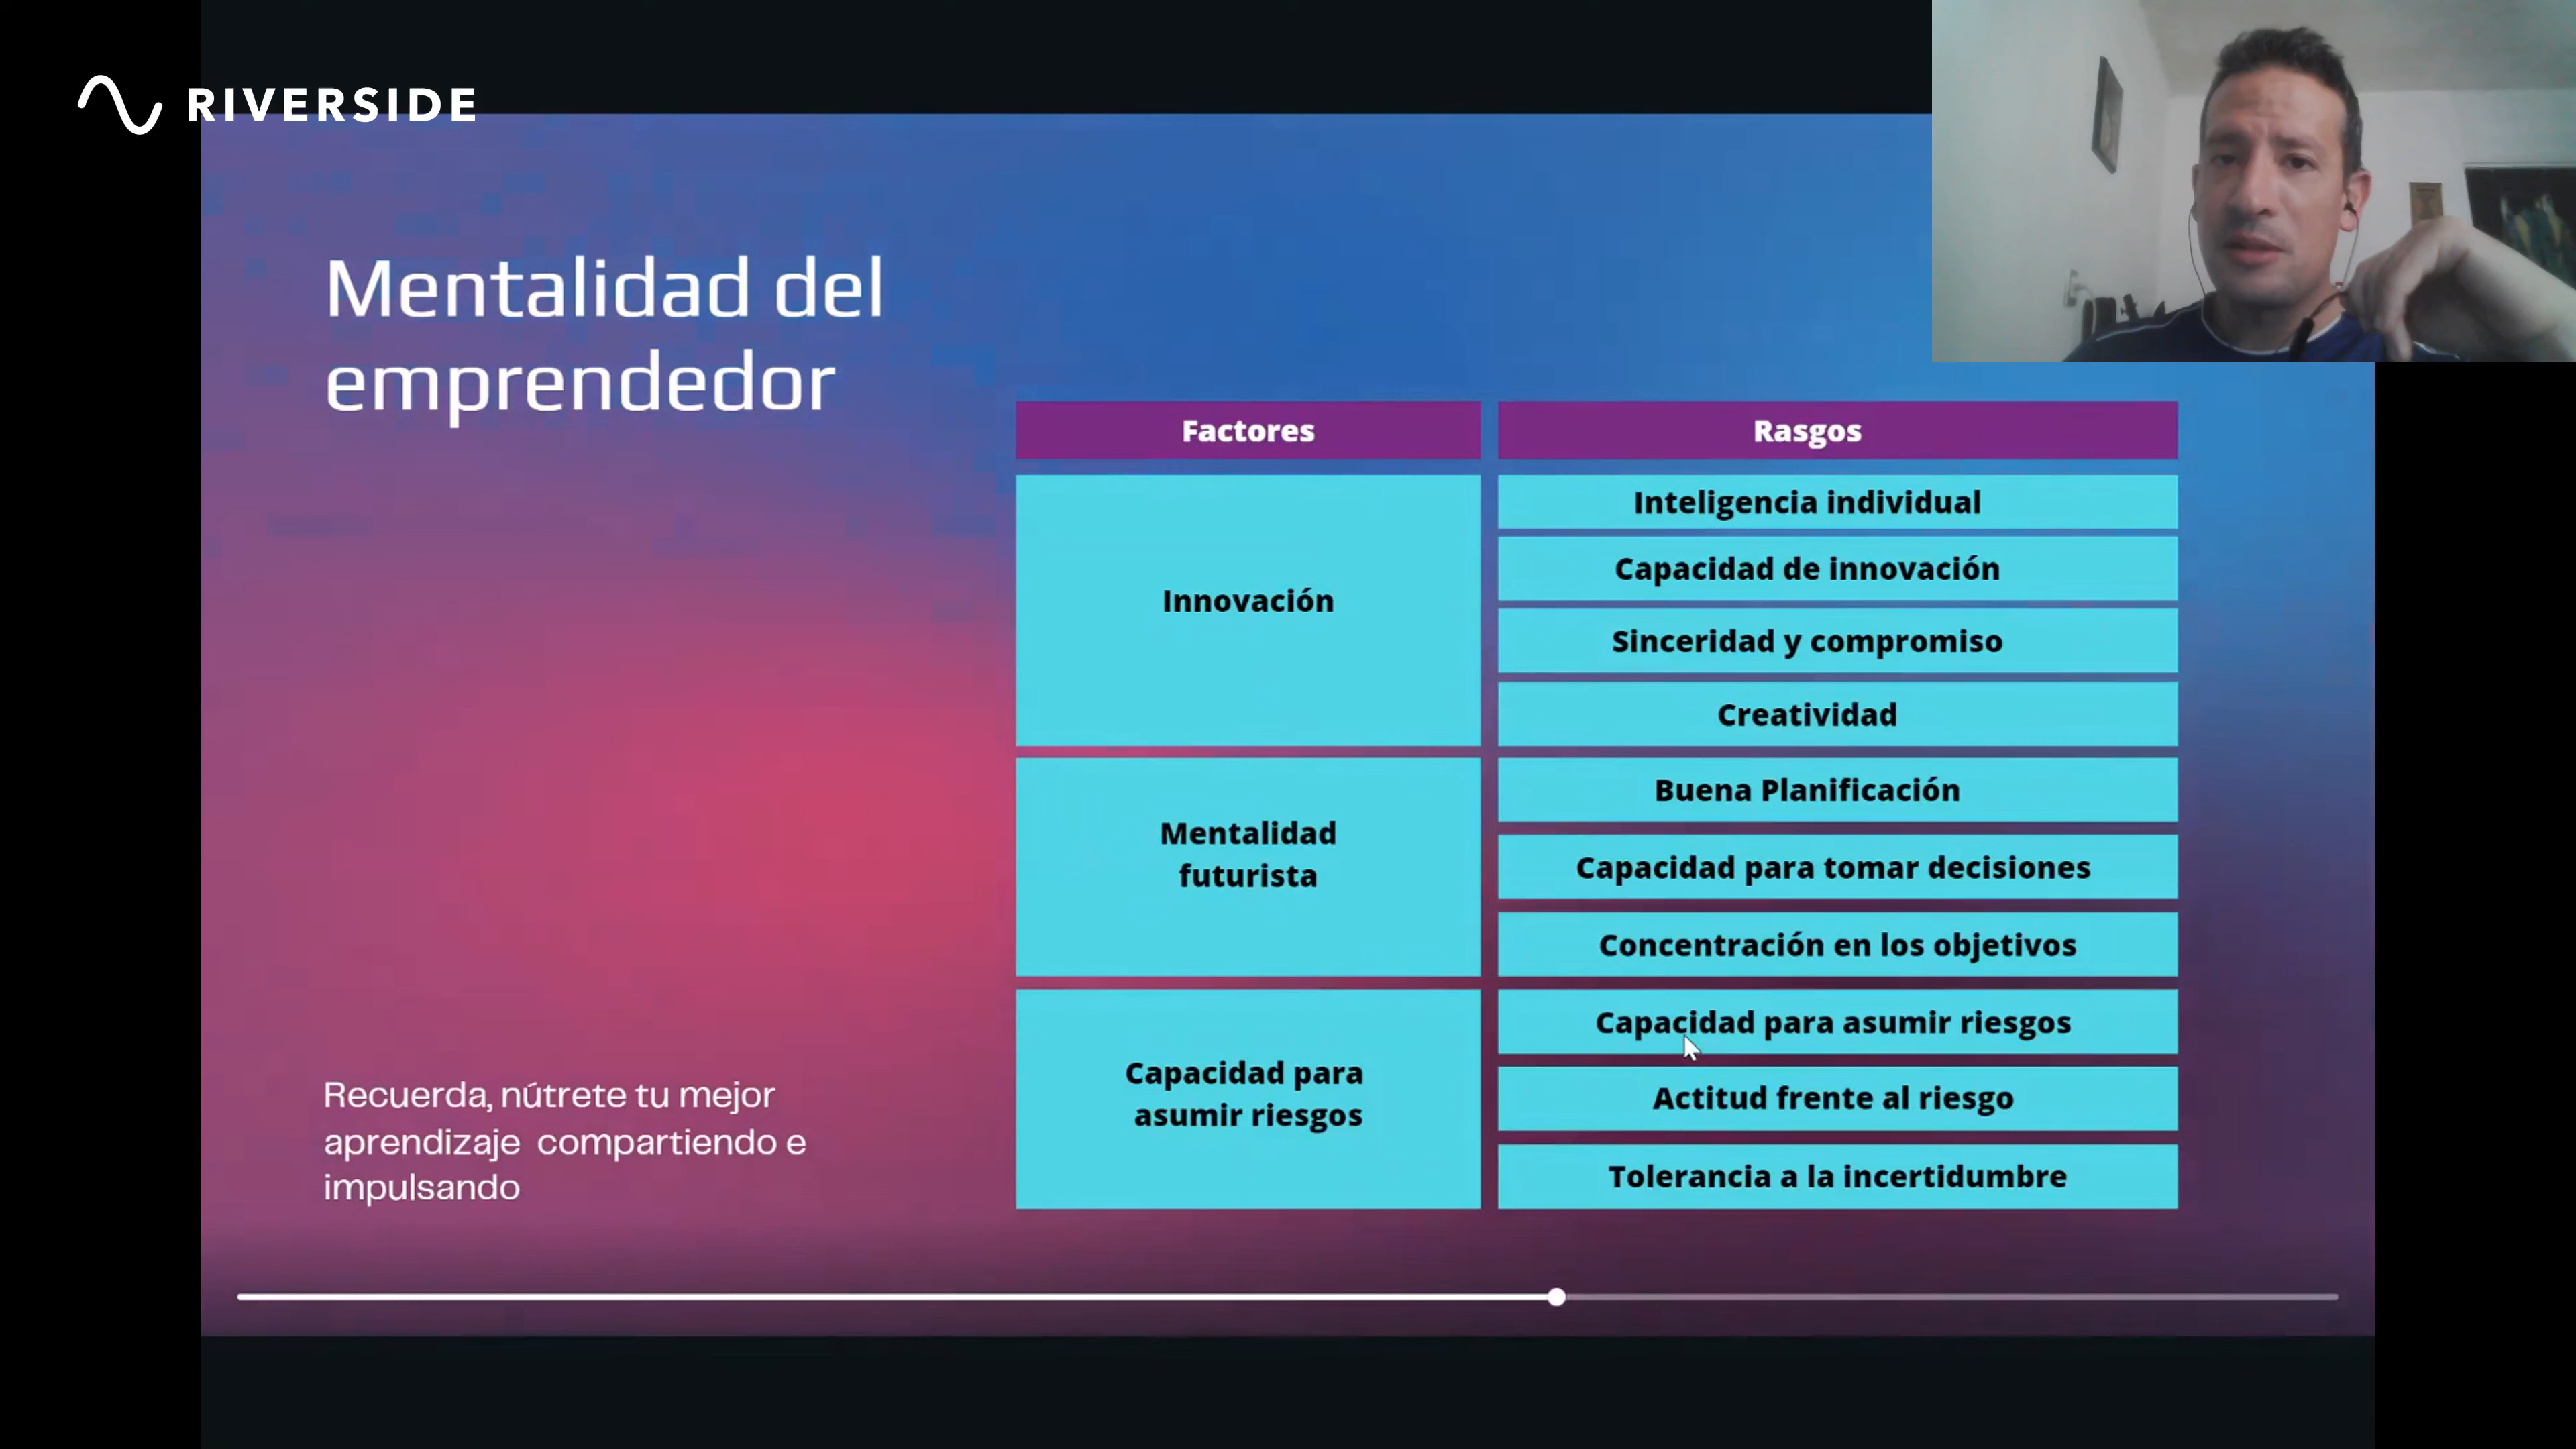 RIVERSIDE
Mentalidad del
emprendedor
Factores
Rasgos
Innovación
Inteligencia individual
Capacidad de innovación
Sinceridad y compromiso
Creatividad
Mentalidad
futurista
Buena Planificación
Capacidad para tomar decisiones
Concentración en los objetivos
Capacidad para
asumir riesgos
Capacidad para asumir riesgos
Actitud frente al riesgo
Tolerancia a la incertidumbre
Recuerda, nútrete tu mejor
aprendizaje  compartiendo e
impulsando